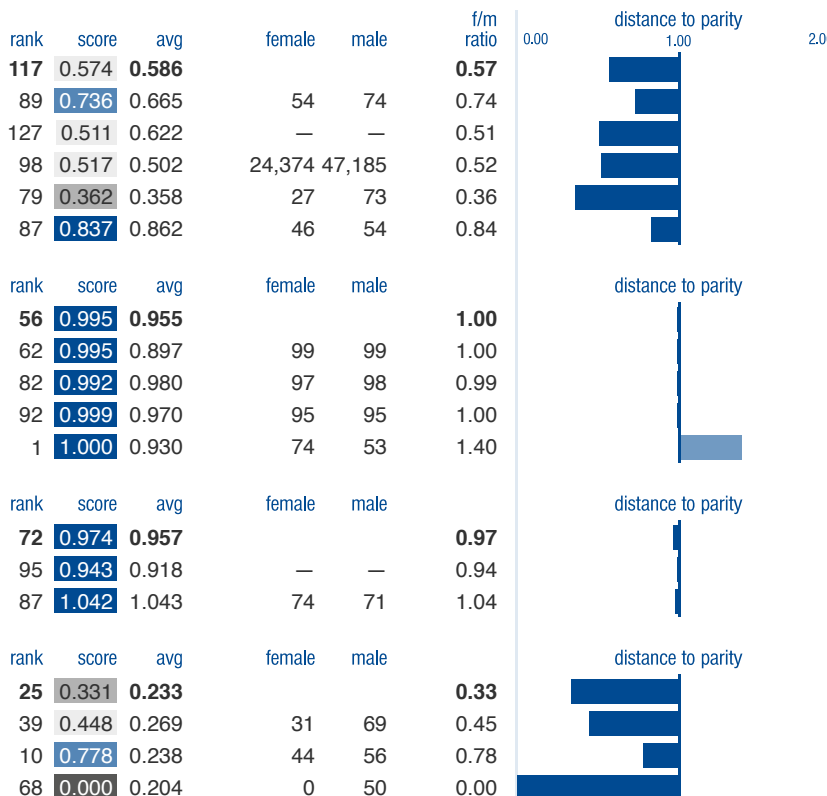 rank score avg female male f/m ratio 0.00 distance to parity 1.00 2.0
117 0.574 0.586 0.57
89 0.736 0.665 54 74 0.74
127 0.511 0.622 — — 0.51
98 0.517 0.502 24,374 47,185 0.52
79 0.362 0.358 27 73 0.36
87 0.837 0.862 46 54 0.84
rank score avg female male distance to parity
56 0.995 0.955 1.00
62 0.995 0.897 99 99 1.00
82 0.992 0.980 97 98 0.99
92 0.999 0.970 95 95 1.00
1 1.000 0.930 74 53 1.40
rank score avg female male distance to parity
72 0.974 0.957 0.97
95 0.943 0.918 — — 0.94
87 1.042 1.043 74 71 1.04
rank score avg female male distance to parity
25 0.331 0.233 0.33
39 0.448 0.269 31 69 0.45
10 0.778 0.238 44 56 0.78
68 0.000 0.204 0 50 0.00